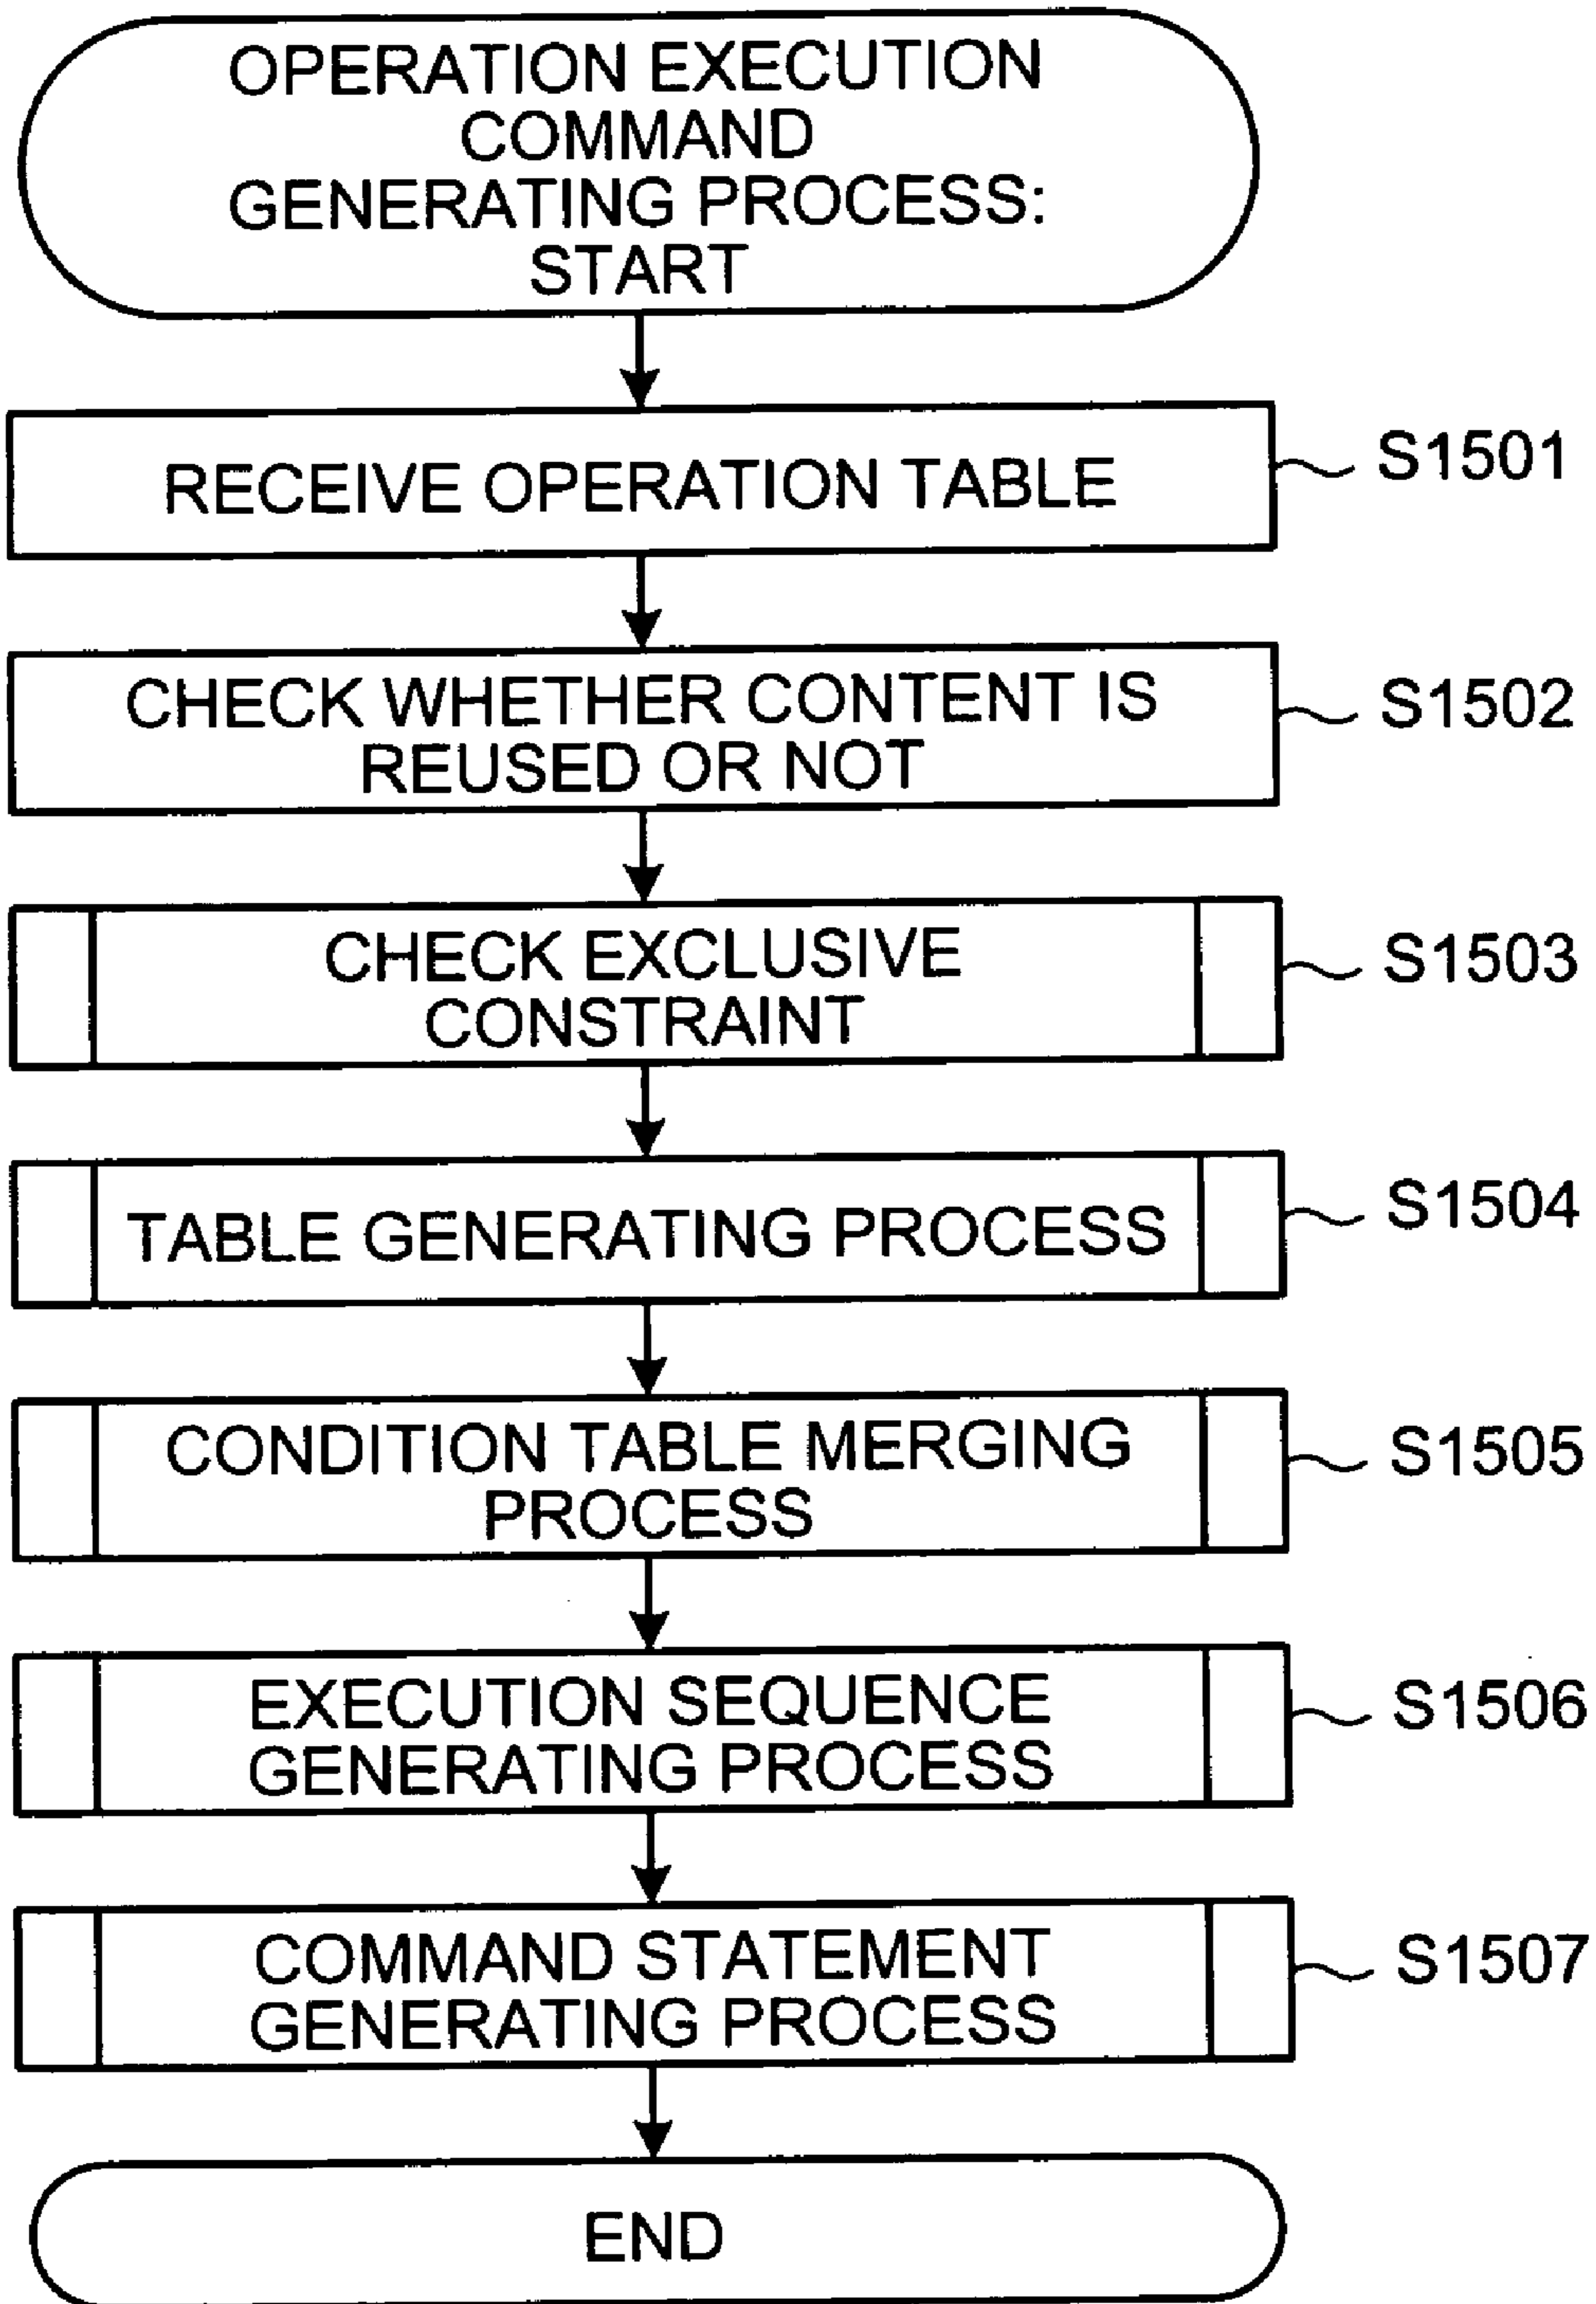 OPERATION EXECUTION
COMMAND
GENERATING PROCESS:
START
RECEIVE OPERATION TABLE
S1501
CHECK WHETHER CONTENT IS
REUSED OR NOT
S1502
CHECK EXCLUSIVE
CONSTRAINT
S1503
TABLE GENERATING PROCESS
S1504
CONDITION TABLE MERGING
PROCESS
S1505
EXECUTION SEQUENCE
GENERATING PROCESS
S1506
COMMAND STATEMENT
GENERATING PROCESS
S1507
END